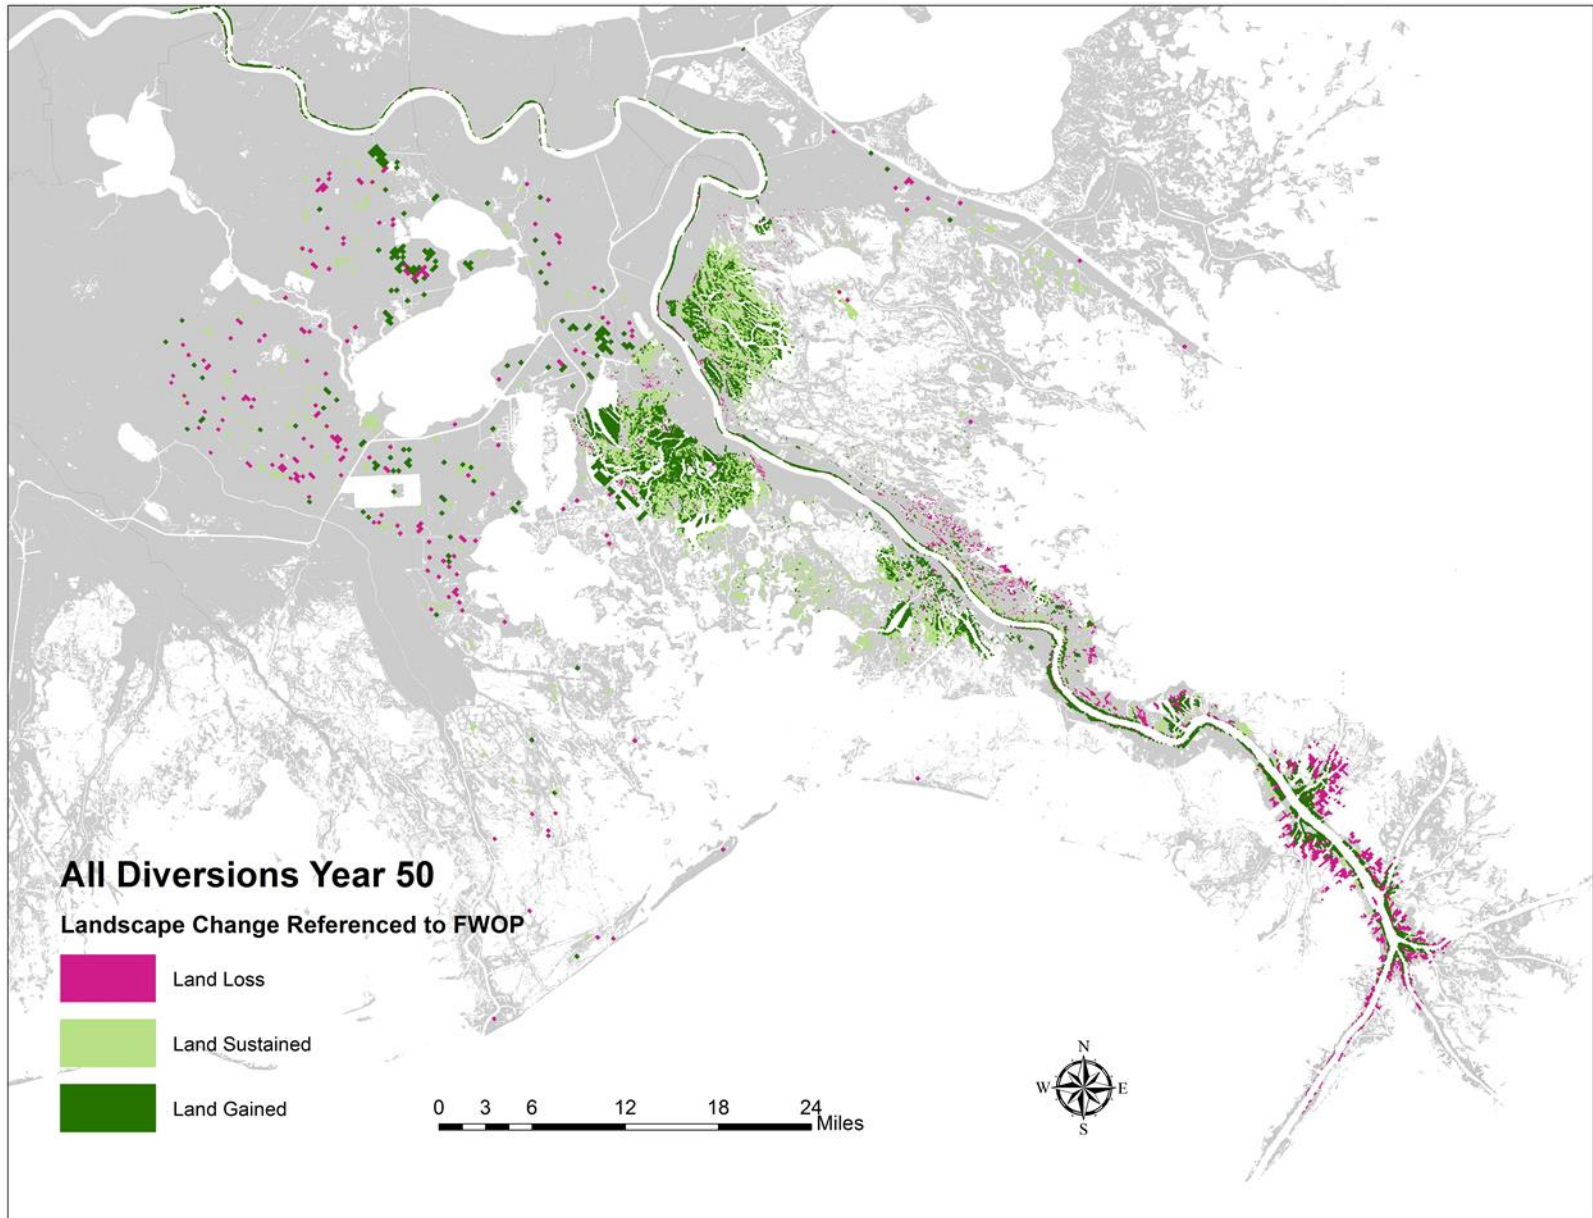 All Diversions Year 50
Landscape Change Referenced to FWOP
Land Loss
Land Sustained
Land Gained
0 3 6 12 18 24
Miles
N
W E
S